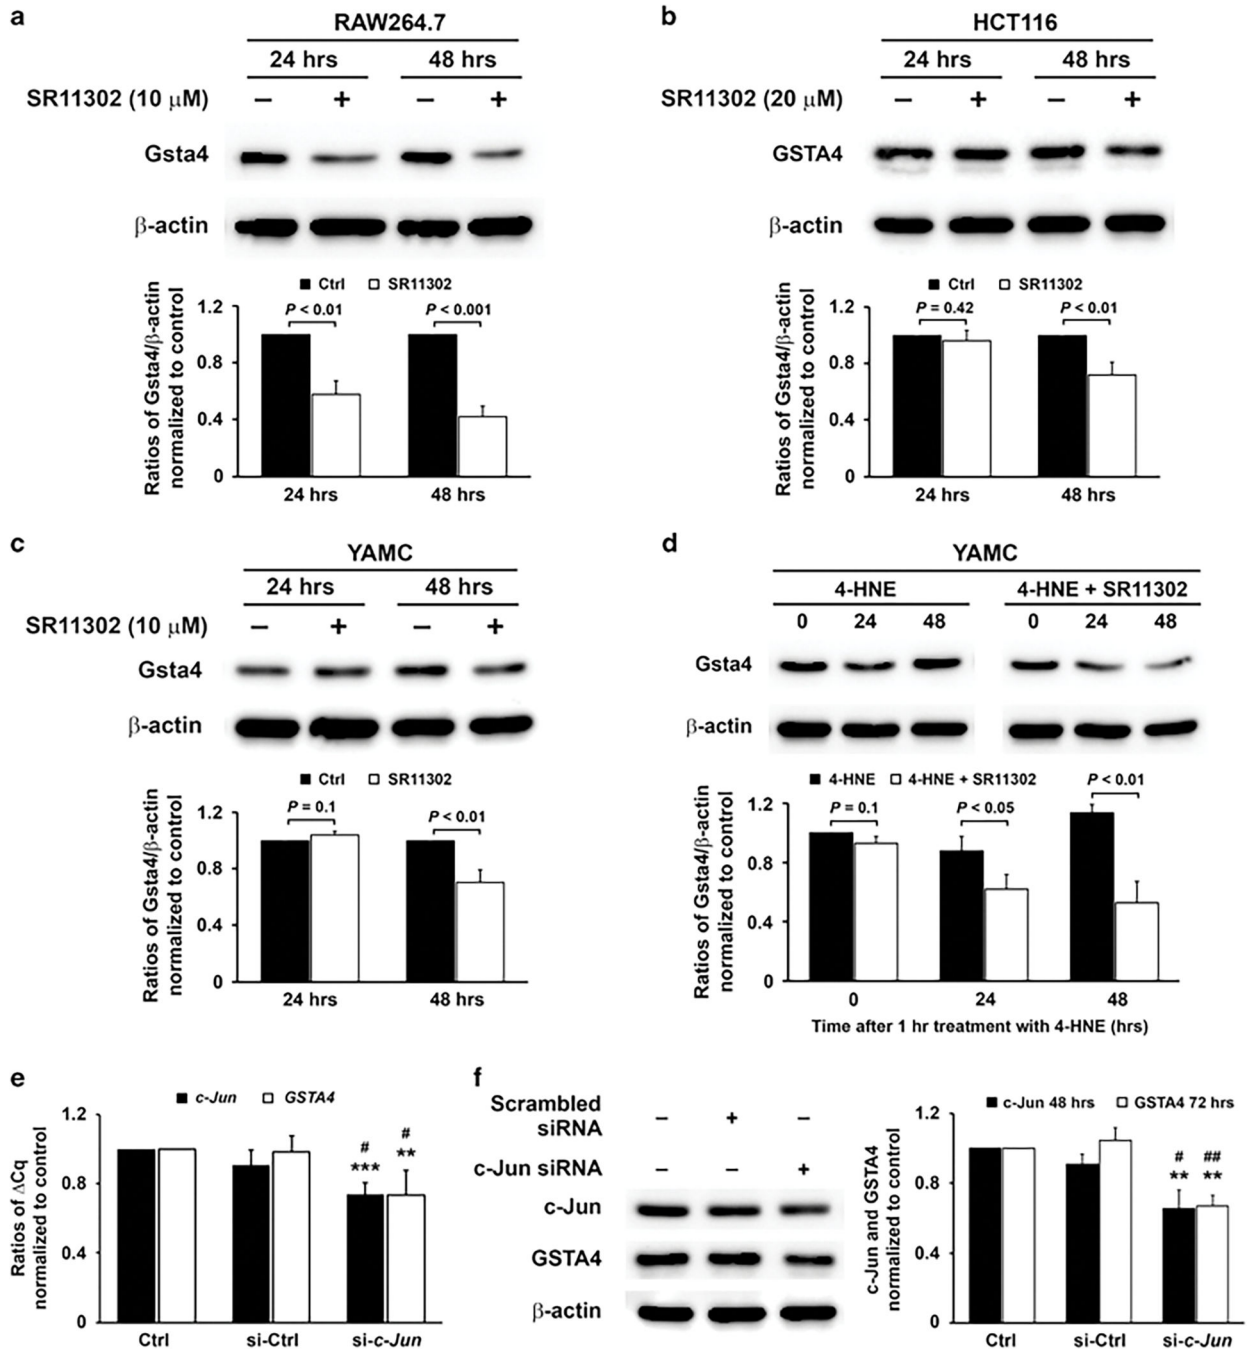 a
RAW264.7
24 hrs 48 hrs
SR11302 (10 μM) – + – +
Gsta4
β-actin
Ctrl SR11302
Ratios of Gsta4/β-actin
normalized to control
1.2
0.8
0.4
0
P < 0.01
P < 0.001
24 hrs 48 hrs
b
HCT116
24 hrs 48 hrs
SR11302 (20 μM) – + – +
GSTA4
β-actin
Ctrl SR11302
Ratios of Gsta4/β-actin
normalized to control
1.2
0.8
0.4
0
P = 0.42
P < 0.01
24 hrs 48 hrs
c
YAMC
24 hrs 48 hrs
SR11302 (10 μM) – + – +
Gsta4
β-actin
Ctrl SR11302
Ratios of Gsta4/β-actin
normalized to control
1.2
0.8
0.4
0
P = 0.1
P < 0.01
24 hrs 48 hrs
d
YAMC
4-HNE 4-HNE + SR11302
0 24 48 0 24 48
Gsta4
β-actin
4-HNE 4-HNE + SR11302
Ratios of Gsta4/β-actin
normalized to control
1.2
0.8
0.4
0
P = 0.1
P < 0.05
P < 0.01
0 24 48
Time after 1 hr treatment with 4-HNE (hrs)
e
c-Jun GSTA4
Ratios of ΔCq
normalized to control
1.2
0.8
0.4
0
# #
*** **
Ctrl si-Ctrl si-c-Jun
f
Scrambled
siRNA – + –
c-Jun siRNA – – +
c-Jun
GSTA4
β-actin
c-Jun 48 hrs GSTA4 72 hrs
c-Jun and GSTA4
normalized to control
1.2
0.8
0.4
0
# ##
** **
Ctrl si-Ctrl si-c-Jun